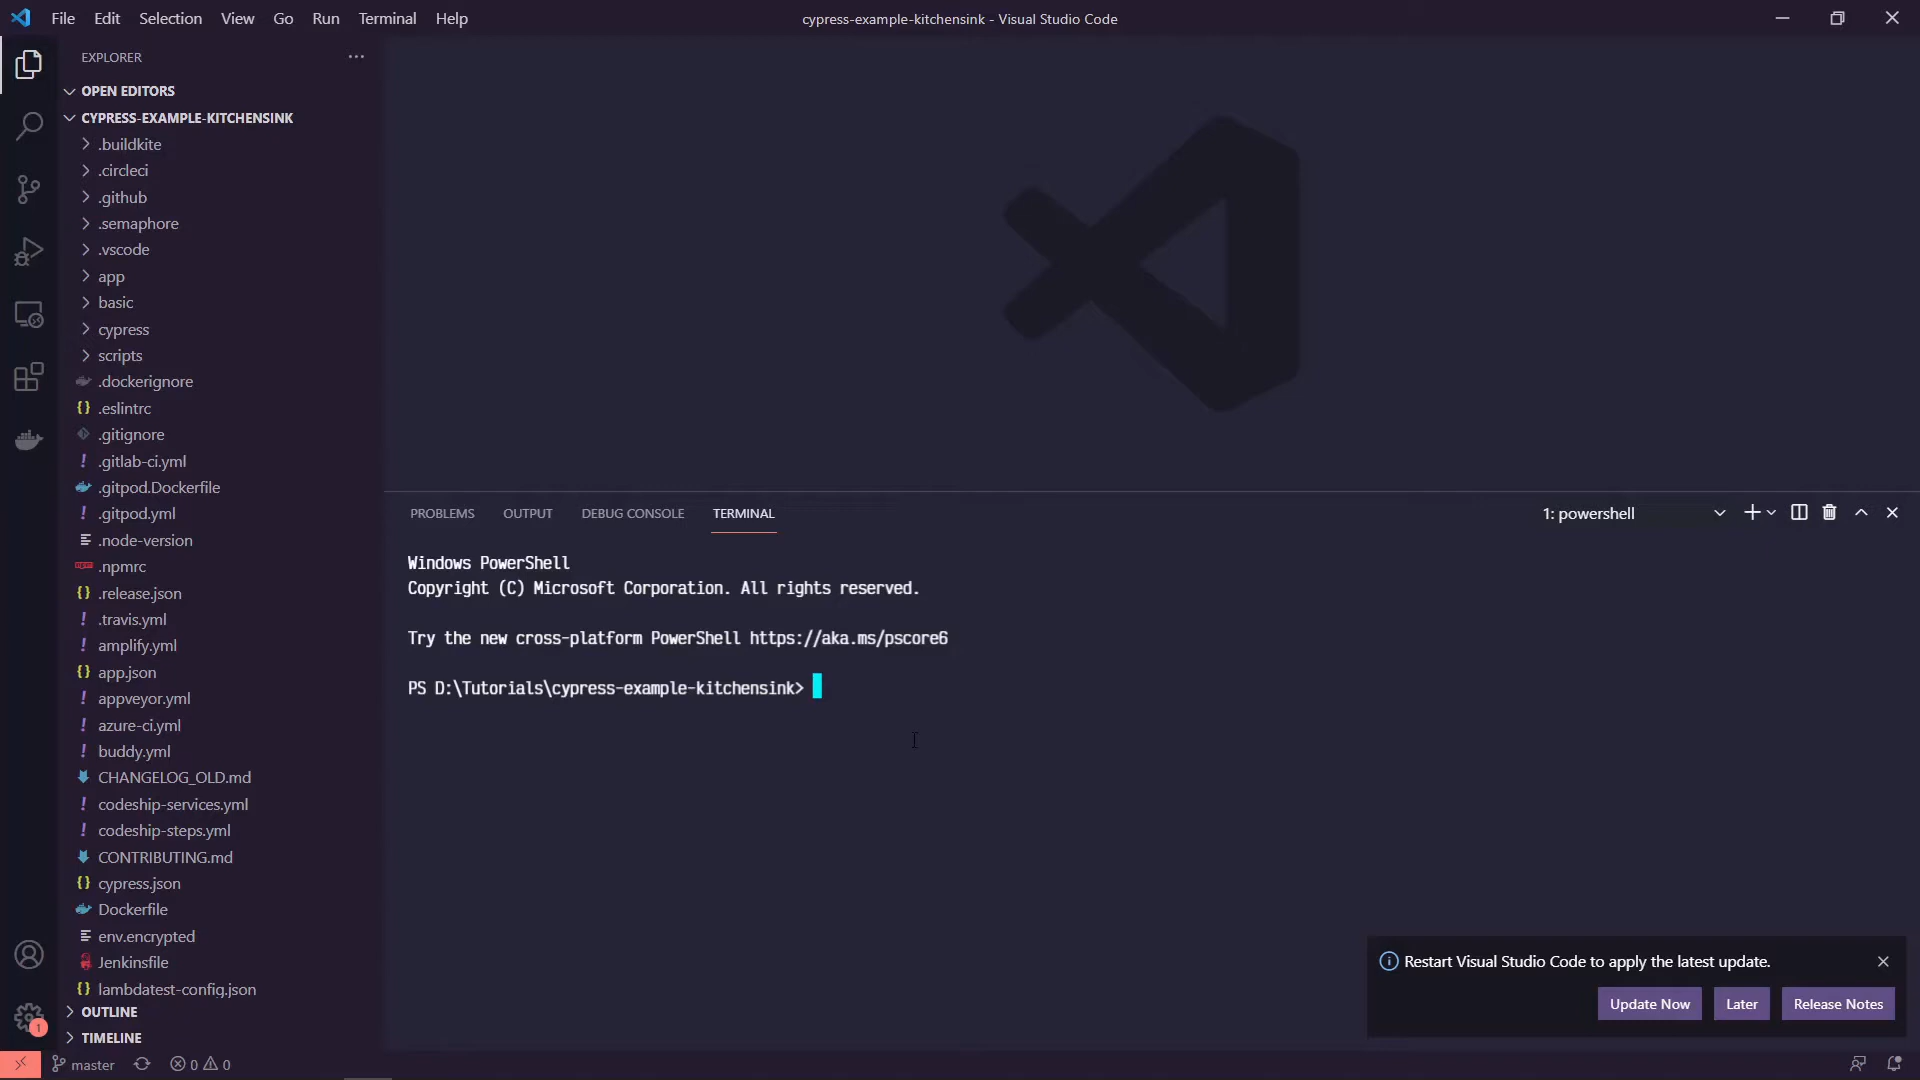 File Edit Selection View Go Run Terminal Help
cypress-example-kitchensink - Visual Studio Code
EXPLORER
OPEN EDITORS
CYPRESS-EXAMPLE-KITCHENSINK
.buildkite
.circleci
.github
.semaphore
.vscode
app
basic
cypress
scripts
.dockerignore
.eslintrc
.gitignore
.gitlab-ci.yml
.gitpod.Dockerfile
.gitpod.yml
.node-version
.npmrc
.release.json
.travis.yml
amplify.yml
app.json
appveyor.yml
azure-ci.yml
buddy.yml
CHANGELOG_OLD.md
codeship-services.yml
codeship-steps.yml
CONTRIBUTING.md
cypress.json
Dockerfile
env.encrypted
Jenkinsfile
lambdatest-config.json
OUTLINE
TIMELINE
1
PROBLEMS OUTPUT DEBUG CONSOLE TERMINAL
1: powershell
Windows PowerShell
Copyright (C) Microsoft Corporation. All rights reserved.
Try the new cross-platform PowerShell https://aka.ms/pscore6
PS D:\Tutorials\cypress-example-kitchensink>
Restart Visual Studio Code to apply the latest update.
Update Now Later Release Notes
master 0 0